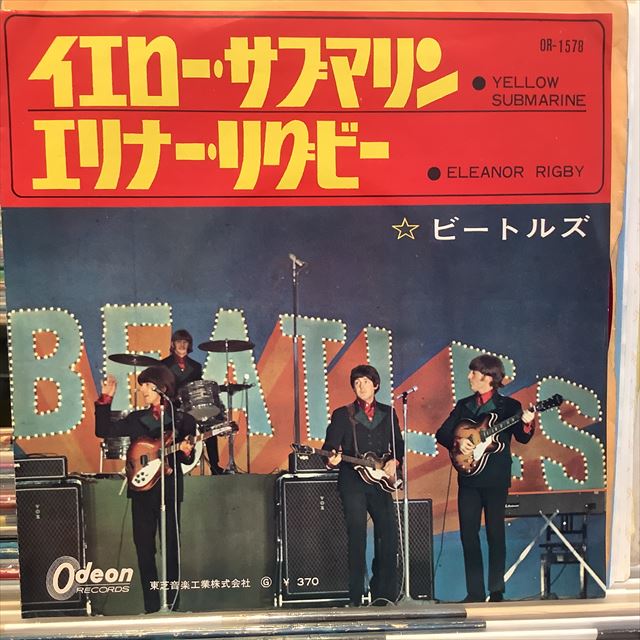 OR-1578
イエロー・サブマリン
● YELLOW
SUBMARINE
エリナー・リグビー
● ELEANOR RIGBY
☆ ビートルズ
BEATLES
VOX
VOX
Odeon
RECORDS
東芝音楽工業株式会社 Ⓖ ¥ 370